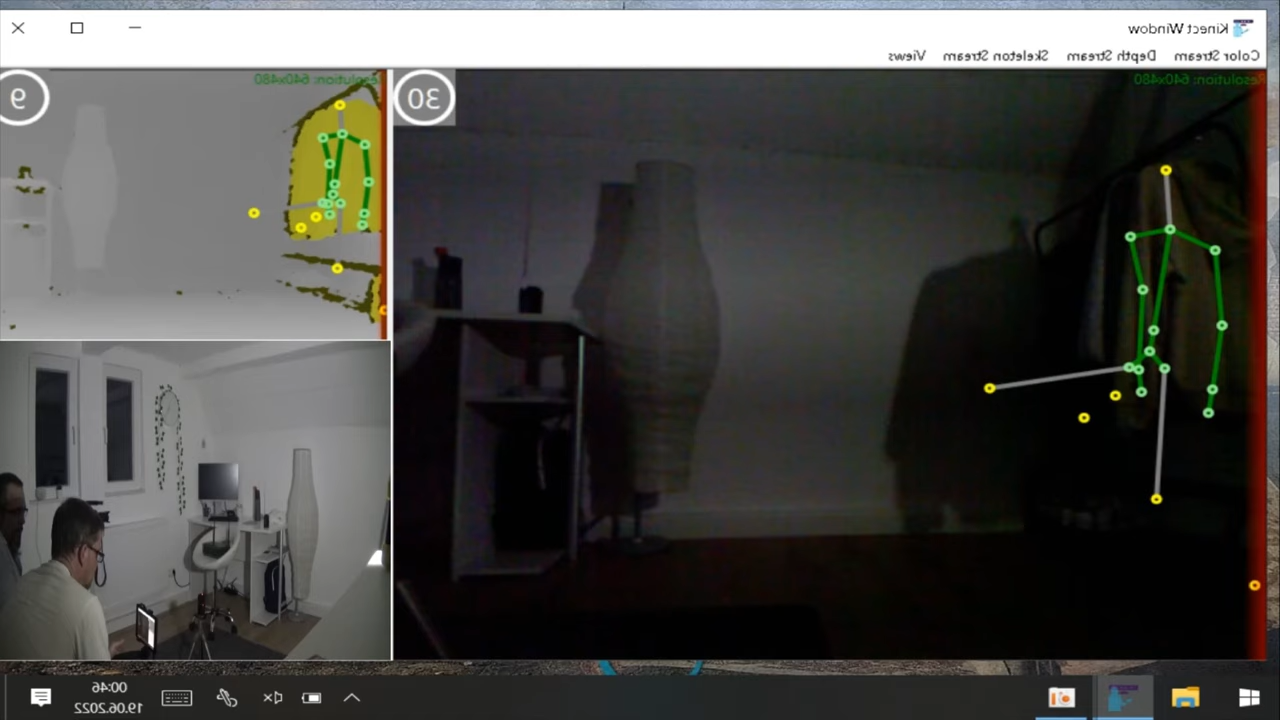 Kinect Window
Color Stream Depth Stream Skeleton Stream Views
Resolution: 640x480
30
Resolution: 640x480
9
00:46
19.06.2022